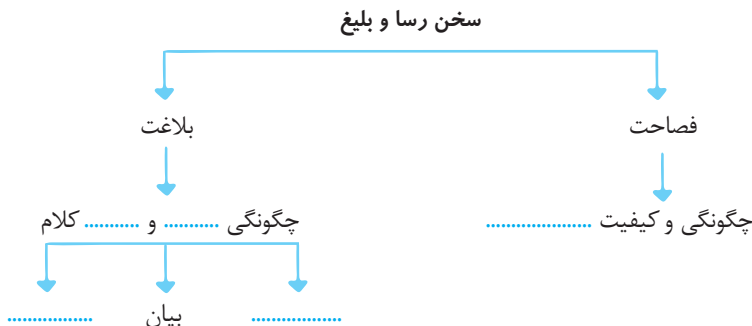 سخن رسا و بلیغ
فصاحت
بلاغت
چگونگی و کیفیت ....................
چگونگی ........... و ........... کلام
.................. بیان .................